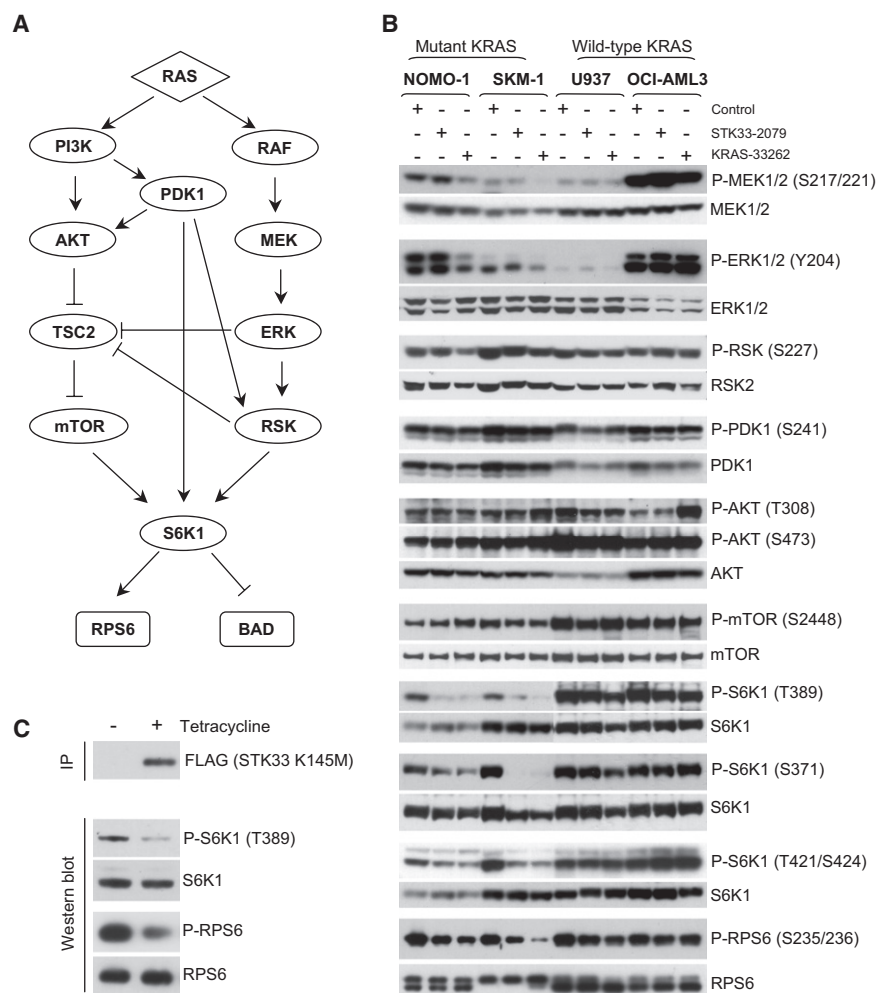 A
RAS
PI3K
RAF
PDK1
AKT
MEK
TSC2
ERK
mTOR
RSK
S6K1
RPS6
BAD
B
Mutant KRAS Wild-type KRAS
NOMO-1 SKM-1 U937 OCI-AML3
+ - - + - - + - - + - - Control
- + - - + - - + - - + - STK33-2079
- - + - - + - - + - - + KRAS-33262
P-MEK1/2 (S217/221)
MEK1/2
P-ERK1/2 (Y204)
ERK1/2
P-RSK (S227)
RSK2
P-PDK1 (S241)
PDK1
P-AKT (T308)
P-AKT (S473)
AKT
P-mTOR (S2448)
mTOR
P-S6K1 (T389)
S6K1
P-S6K1 (S371)
S6K1
P-S6K1 (T421/S424)
S6K1
P-RPS6 (S235/236)
RPS6
C
- + Tetracycline
IP
FLAG (STK33 K145M)
Western blot
P-S6K1 (T389)
S6K1
P-RPS6
RPS6